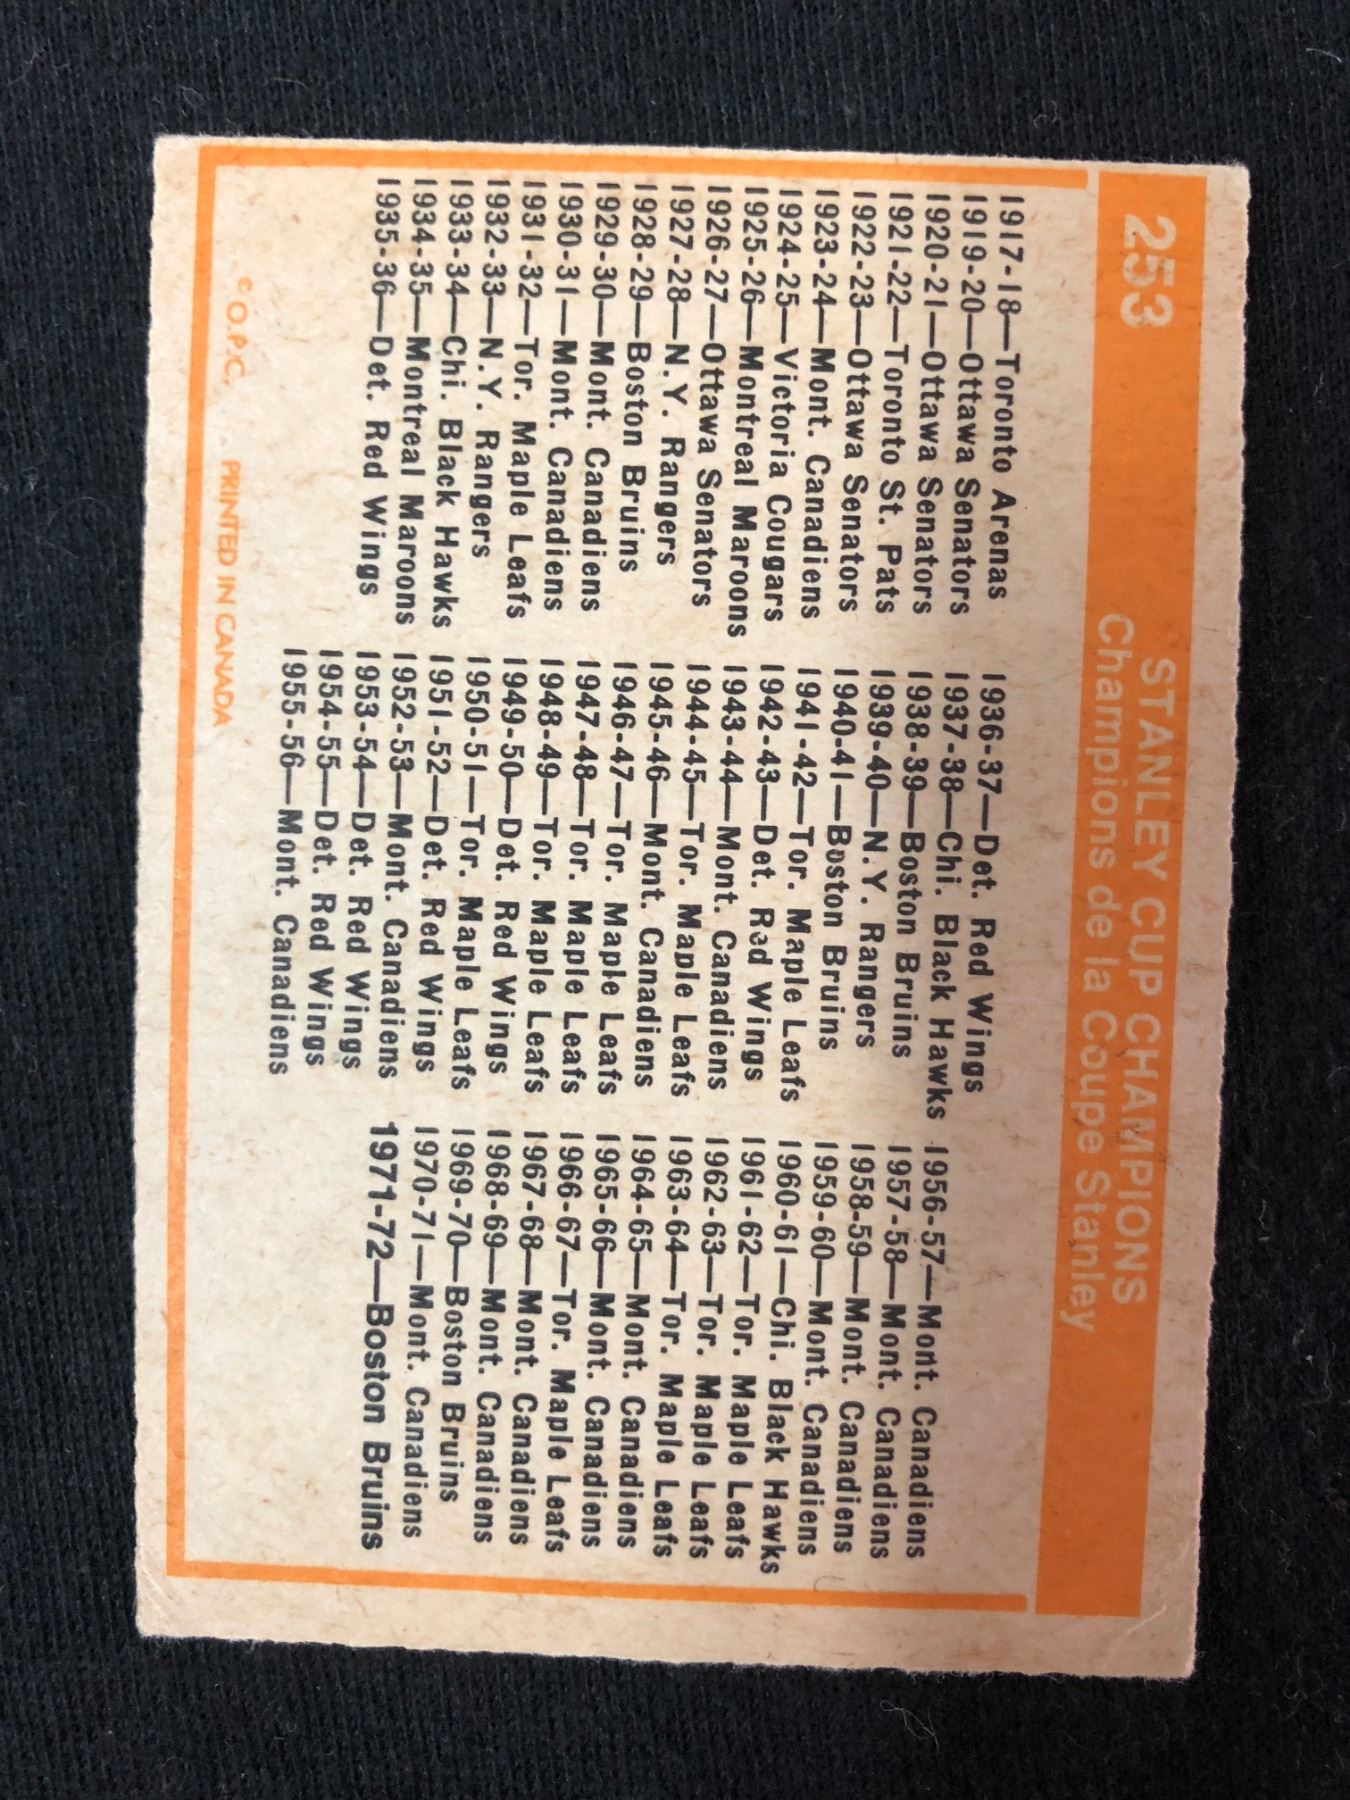 253
STANLEY CUP CHAMPIONS
Champions de la Coupe Stanley
1917-18—Toronto Arenas
1919-20—Ottawa Senators
1920-21—Ottawa Senators
1921-22—Toronto St. Pats
1922-23—Ottawa Senators
1923-24—Mont. Canadiens
1924-25—Victoria Cougars
1925-26—Montreal Maroons
1926-27—Ottawa Senators
1927-28—N.Y. Rangers
1928-29—Boston Bruins
1929-30—Mont. Canadiens
1930-31—Mont. Canadiens
1931-32—Tor. Maple Leafs
1932-33—N.Y. Rangers
1933-34—Chi. Black Hawks
1934-35—Montreal Maroons
1935-36—Det. Red Wings
1936-37—Det. Red Wings
1937-38—Chi. Black Hawks
1938-39—Boston Bruins
1939-40—N.Y. Rangers
1940-41—Boston Bruins
1941-42—Tor. Maple Leafs
1942-43—Det. Red Wings
1943-44—Mont. Canadiens
1944-45—Tor. Maple Leafs
1945-46—Mont. Canadiens
1946-47—Tor. Maple Leafs
1947-48—Tor. Maple Leafs
1948-49—Tor. Maple Leafs
1949-50—Det. Red Wings
1950-51—Tor. Maple Leafs
1951-52—Det. Red Wings
1952-53—Mont. Canadiens
1953-54—Det. Red Wings
1954-55—Det. Red Wings
1955-56—Mont. Canadiens
1956-57—Mont. Canadiens
1957-58—Mont. Canadiens
1958-59—Mont. Canadiens
1959-60—Mont. Canadiens
1960-61—Chi. Black Hawks
1961-62—Tor. Maple Leafs
1962-63—Tor. Maple Leafs
1963-64—Tor. Maple Leafs
1964-65—Mont. Canadiens
1965-66—Mont. Canadiens
1966-67—Tor. Maple Leafs
1967-68—Mont. Canadiens
1968-69—Mont. Canadiens
1969-70—Boston Bruins
1970-71—Mont. Canadiens
1971-72—Boston Bruins
© O.P.C. PRINTED IN CANADA